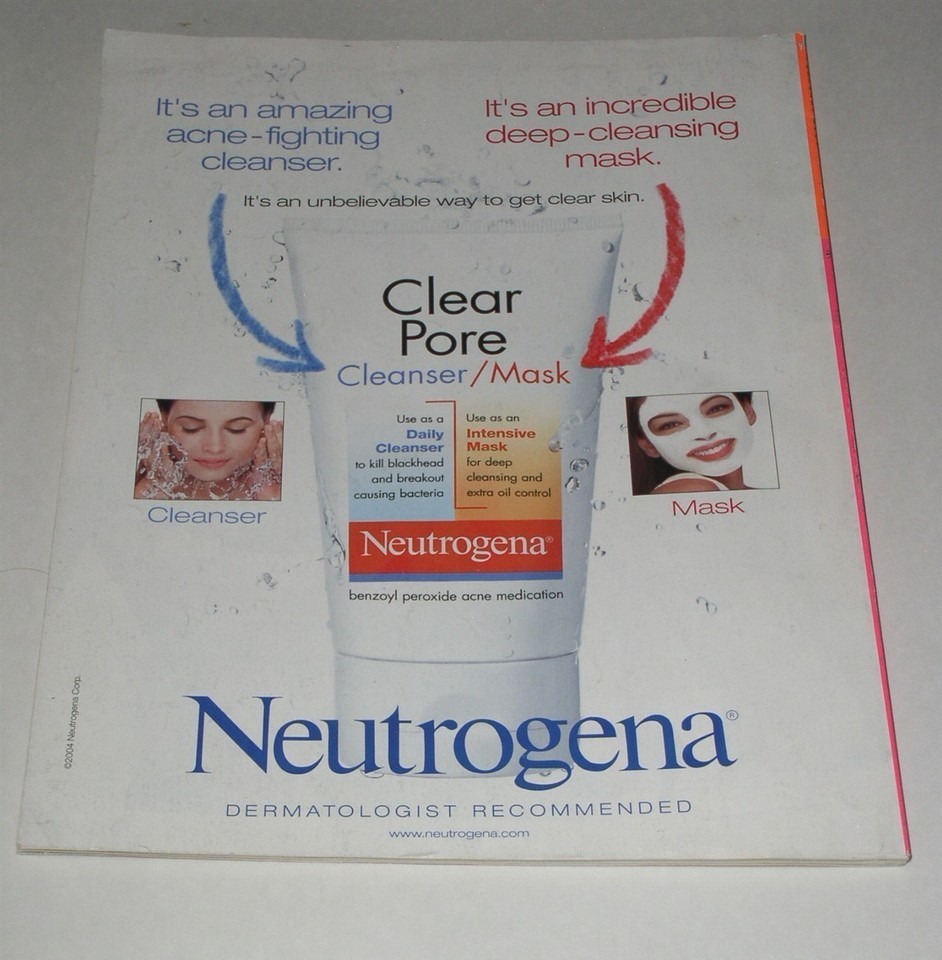 It's an amazing
acne-fighting
cleanser.
It's an incredible
deep-cleansing
mask.
It's an unbelievable way to get clear skin.
Clear
Pore
Cleanser/Mask
Use as a
Daily
Cleanser
to kill blackhead
and breakout
causing bacteria
Use as an
Intensive
Mask
for deep
cleansing and
extra oil control
Neutrogena®
benzoyl peroxide acne medication
Cleanser
Mask
©2004 Neutrogena Corp.
Neutrogena®
DERMATOLOGIST RECOMMENDED
www.neutrogena.com